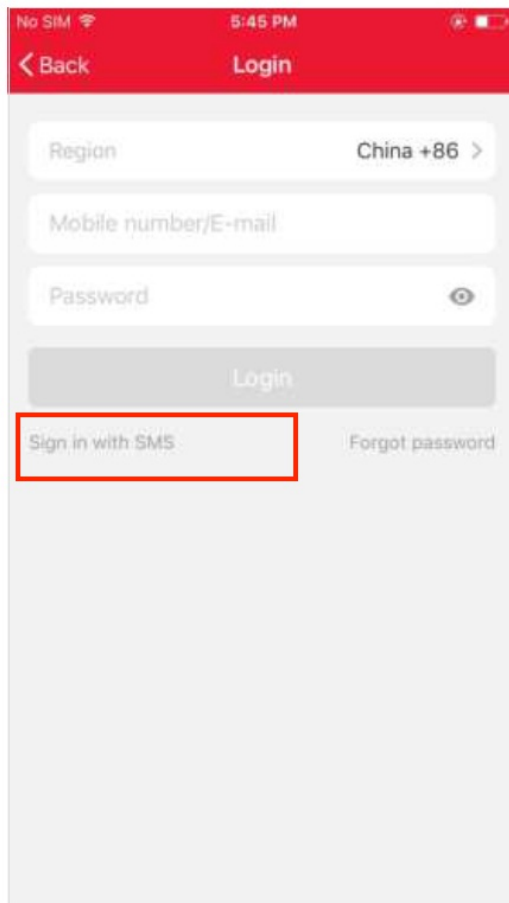 No SIM 5:45 PM
Back Login
Region China +86
Mobile number/E-mail
Password
Login
Sign in with SMS Forgot password